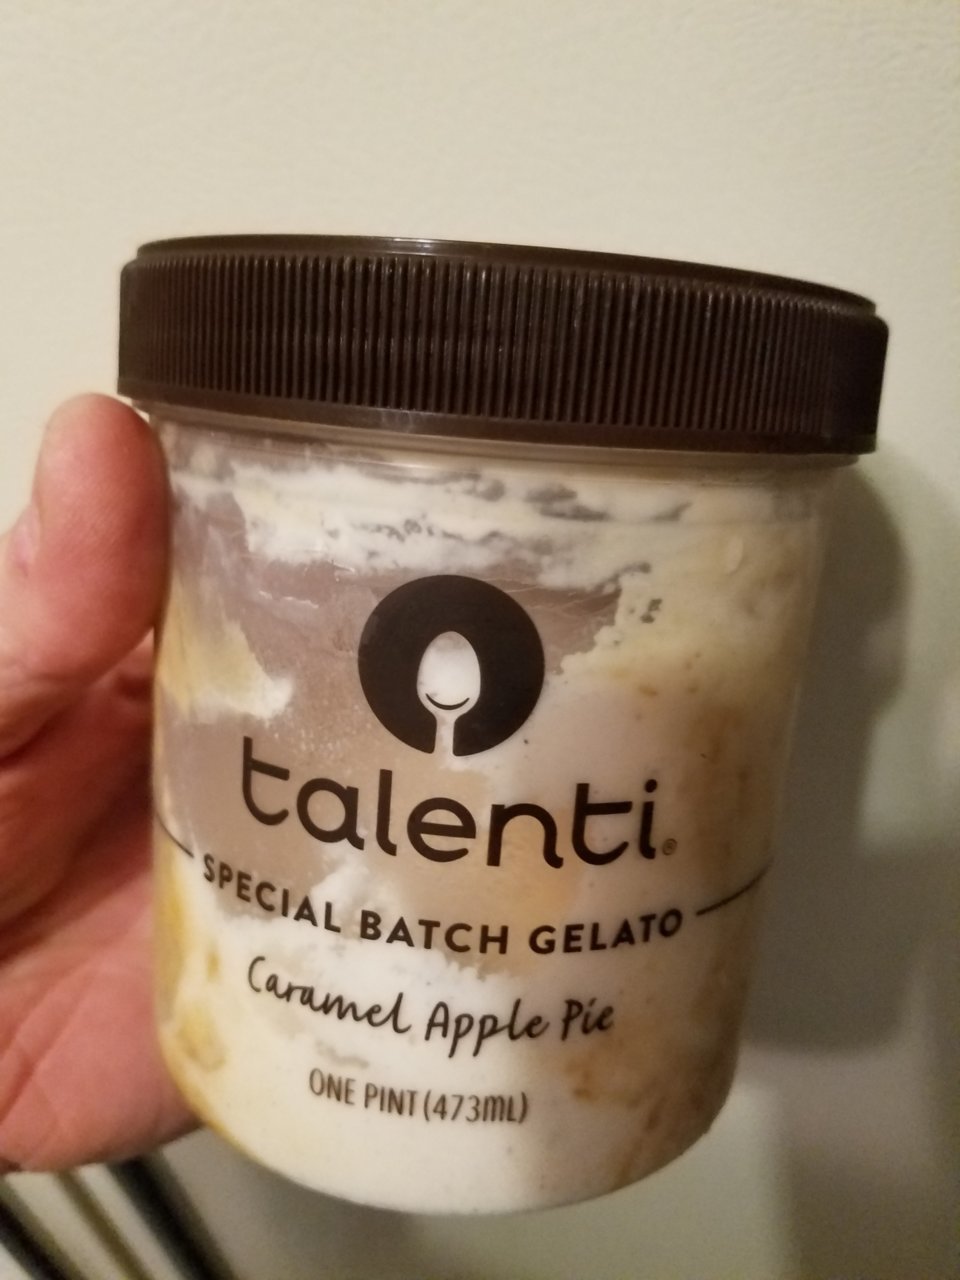 talenti®
SPECIAL BATCH GELATO
Caramel Apple Pie
ONE PINT (473mL)